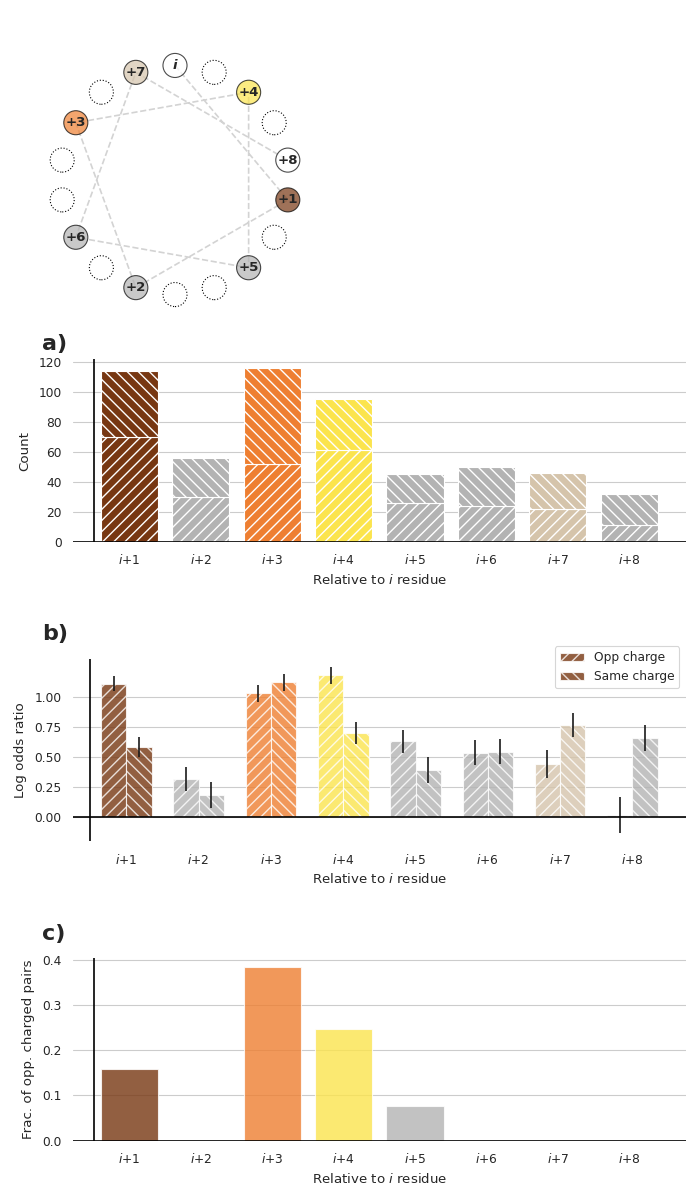 +7 i
+4
+3
+8
+1
+6
+5
+2
a)
120
100
80
60
40
20
0
Count
i+1 i+2 i+3 i+4 i+5 i+6 i+7 i+8
Relative to i residue
b)
Opp charge
Same charge
1.00
0.75
0.50
0.25
0.00
Log odds ratio
i+1 i+2 i+3 i+4 i+5 i+6 i+7 i+8
Relative to i residue
c)
0.4
0.3
0.2
0.1
0.0
Frac. of opp. charged pairs
i+1 i+2 i+3 i+4 i+5 i+6 i+7 i+8
Relative to i residue